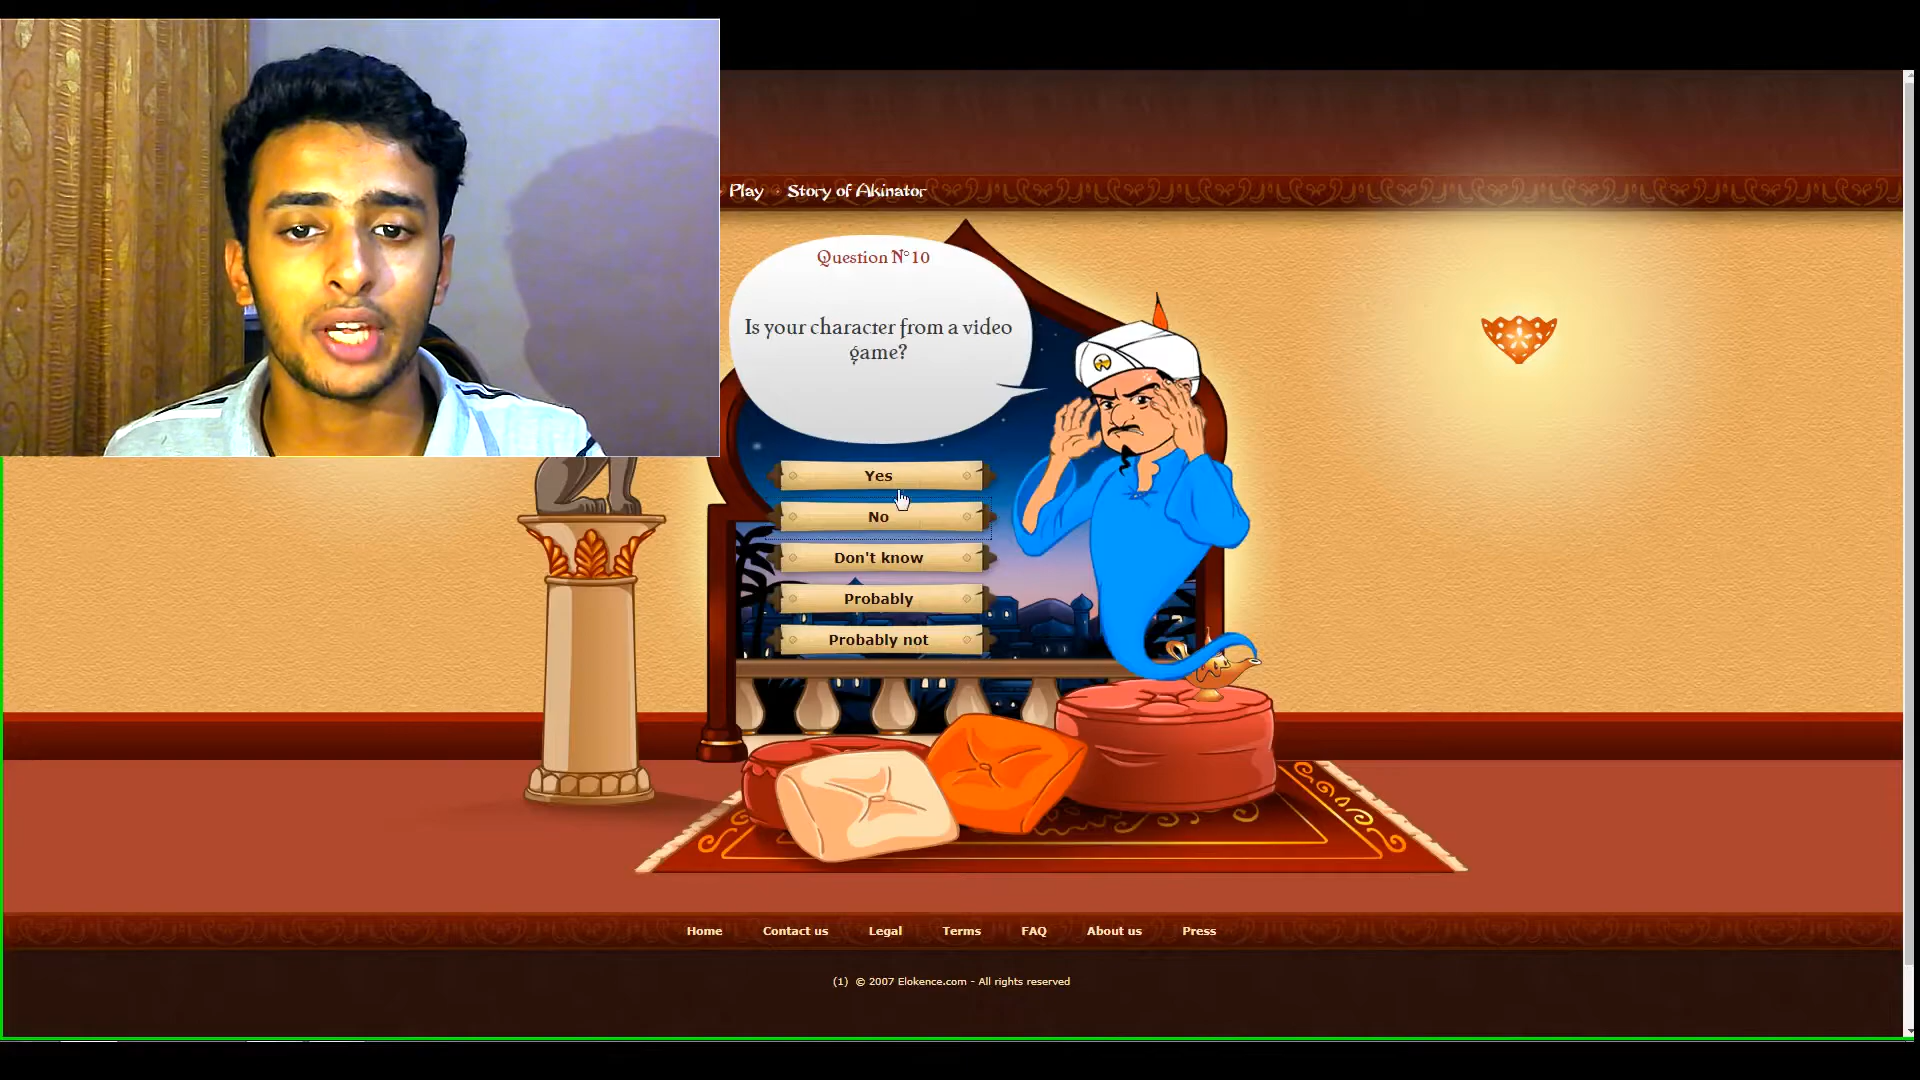 Play · Story of Akinator
Question N°10
Is your character from a video
game?
Yes
No
Don't know
Probably
Probably not
Home Contact us Legal Terms FAQ About us Press
(1) © 2007 Elokence.com - All rights reserved